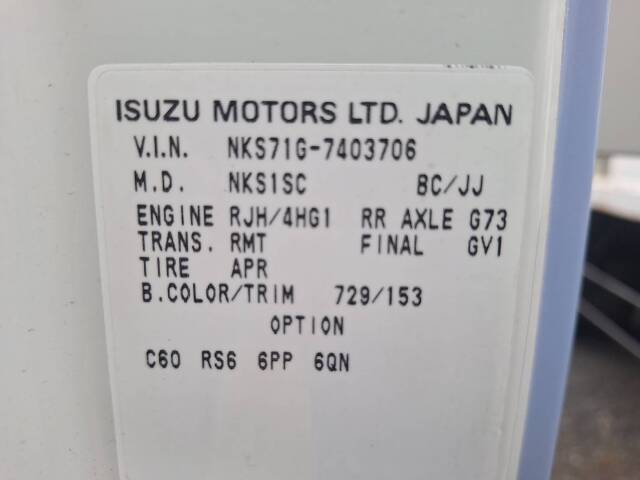 ISUZU MOTORS LTD. JAPAN
V.I.N. NKS71G-7403706
M.D. NKS1SC BC/JJ
ENGINE RJH/4HG1 RR AXLE G73
TRANS. RMT FINAL GV1
TIRE APR
B.COLOR/TRIM 729/153
OPTION
C60 RS6 6PP 6QN